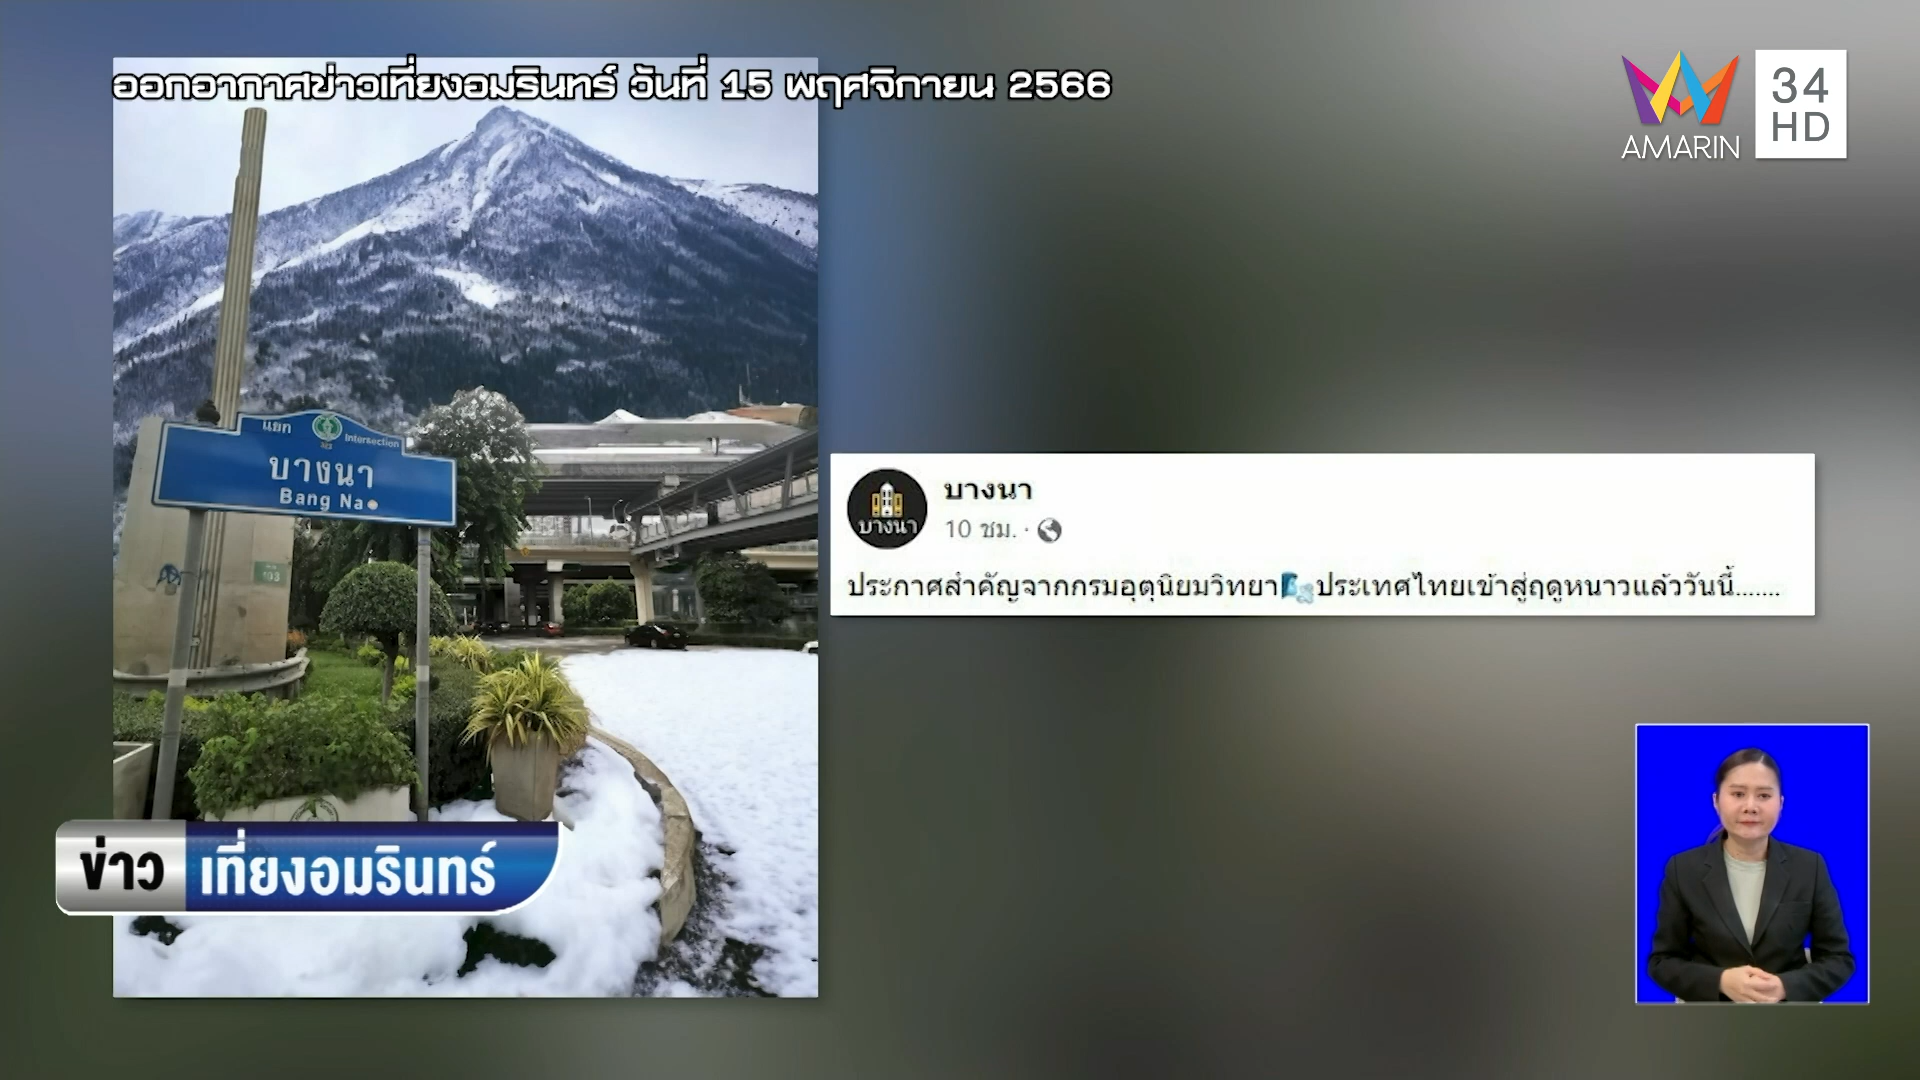 ออกอากาศข่าวเที่ยงอมรินทร์ วันที่ 15 พฤศจิกายน 2566
AMARIN
34
HD
แยก
Intersection
บางนา
Bang Na
103
บางนา
บางนา
10 ชม. ·
ประกาศสำคัญจากกรมอุตุนิยมวิทยา ประเทศไทยเข้าสู่ฤดูหนาวแล้ววันนี้.......
ข่าว เที่ยงอมรินทร์